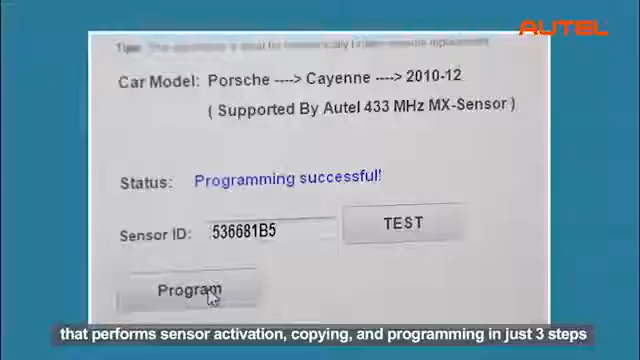 AUTEL
Car Model: Porsche ----> Cayenne ----> 2010-12
( Supported By Autel 433 MHz MX-Sensor )
Status: Programming successful!
Sensor ID: 536681B5 TEST
Program
that performs sensor activation, copying, and programming in just 3 steps